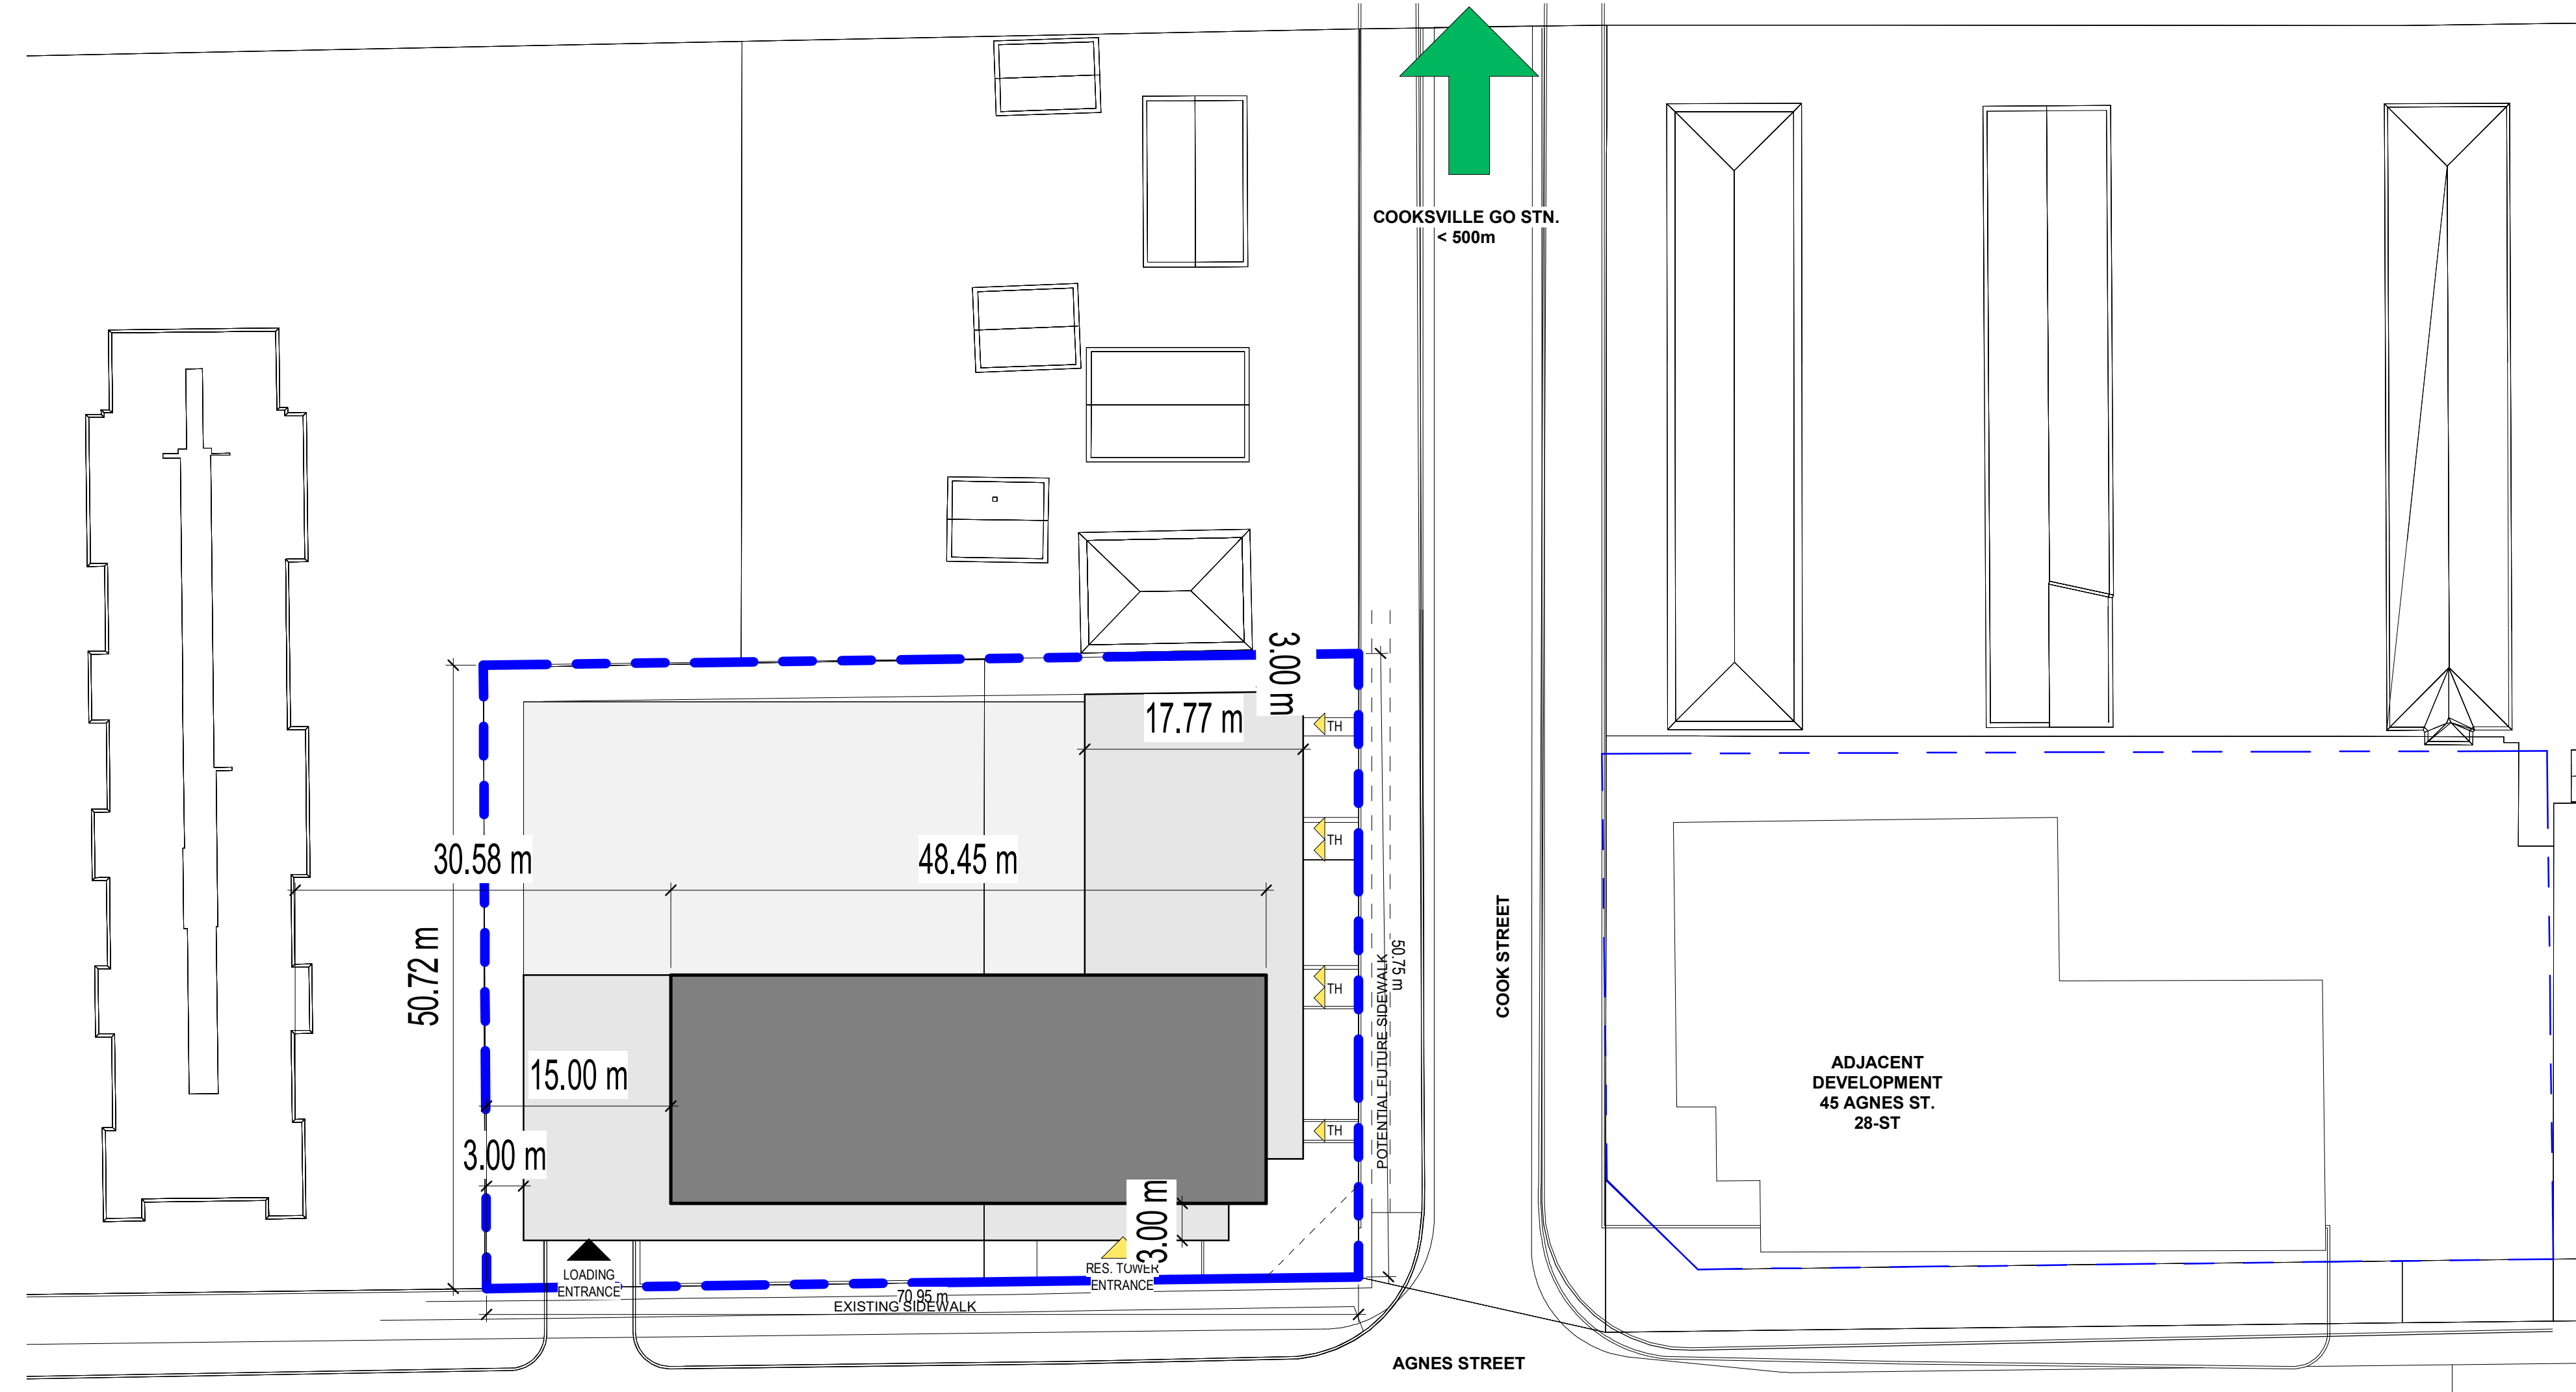 COOKSVILLE GO STN.
< 500m
3.00 m
17.77 m
TH
TH
30.58 m
48.45 m
50.72 m
50.75 m
POTENTIAL FUTURE SIDEWALK
COOK STREET
TH
15.00 m
ADJACENT
DEVELOPMENT
45 AGNES ST.
28-ST
TH
3.00 m
3.00 m
LOADING
ENTRANCE
RES. TOWER
ENTRANCE
70.95 m
EXISTING SIDEWALK
AGNES STREET